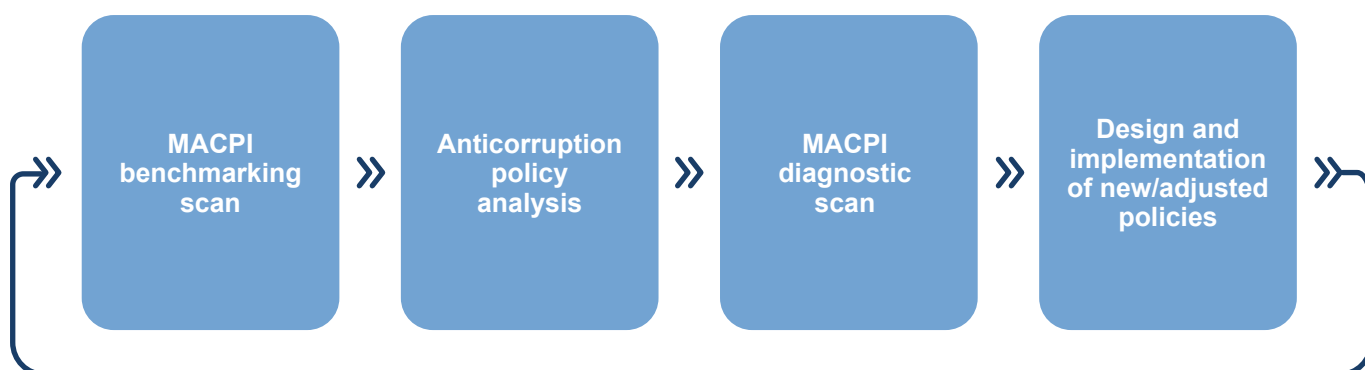 MACPI
benchmarking
scan
Anticorruption
policy
analysis
MACPI
diagnostic
scan
Design and
implementation
of new/adjusted
policies